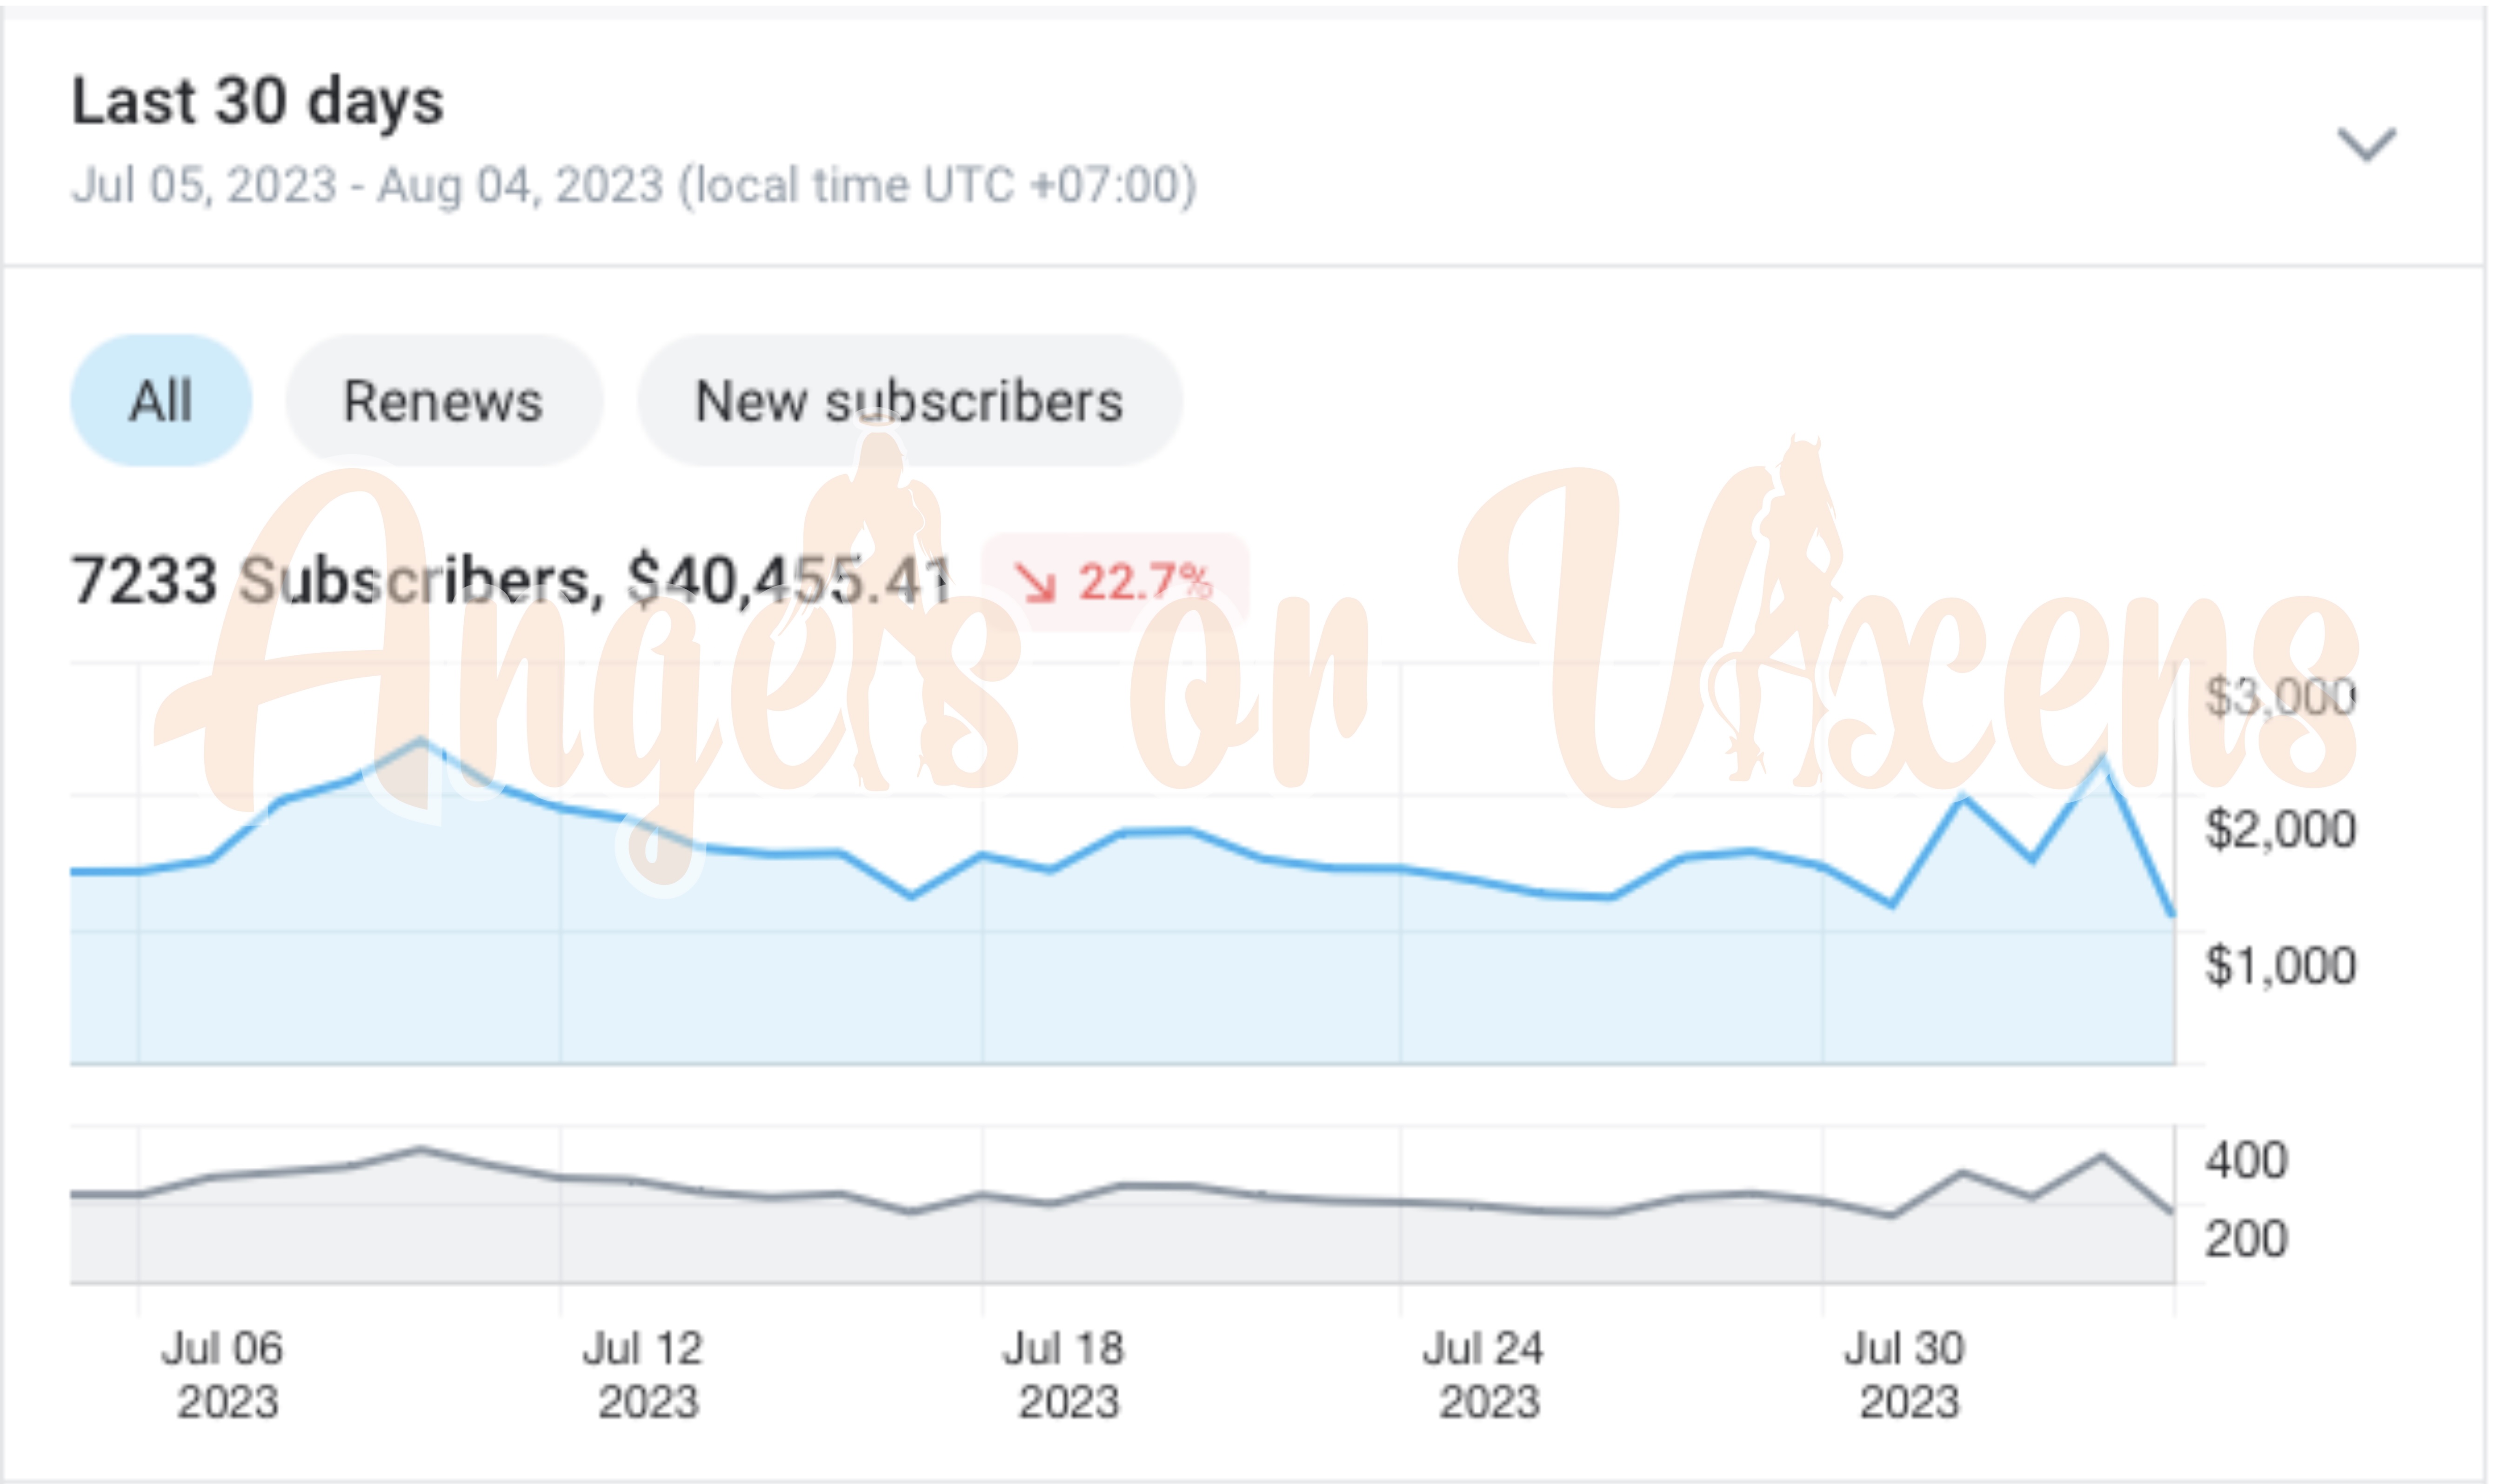 Last 30 days
Jul 05, 2023 - Aug 04, 2023 (local time UTC +07:00)
All Renews New subscribers
7233 Subscribers, $40,455.41 ↘ 22.7%
Angels or Vixens
$3,000
$2,000
$1,000
400
200
Jul 06 2023
Jul 12 2023
Jul 18 2023
Jul 24 2023
Jul 30 2023